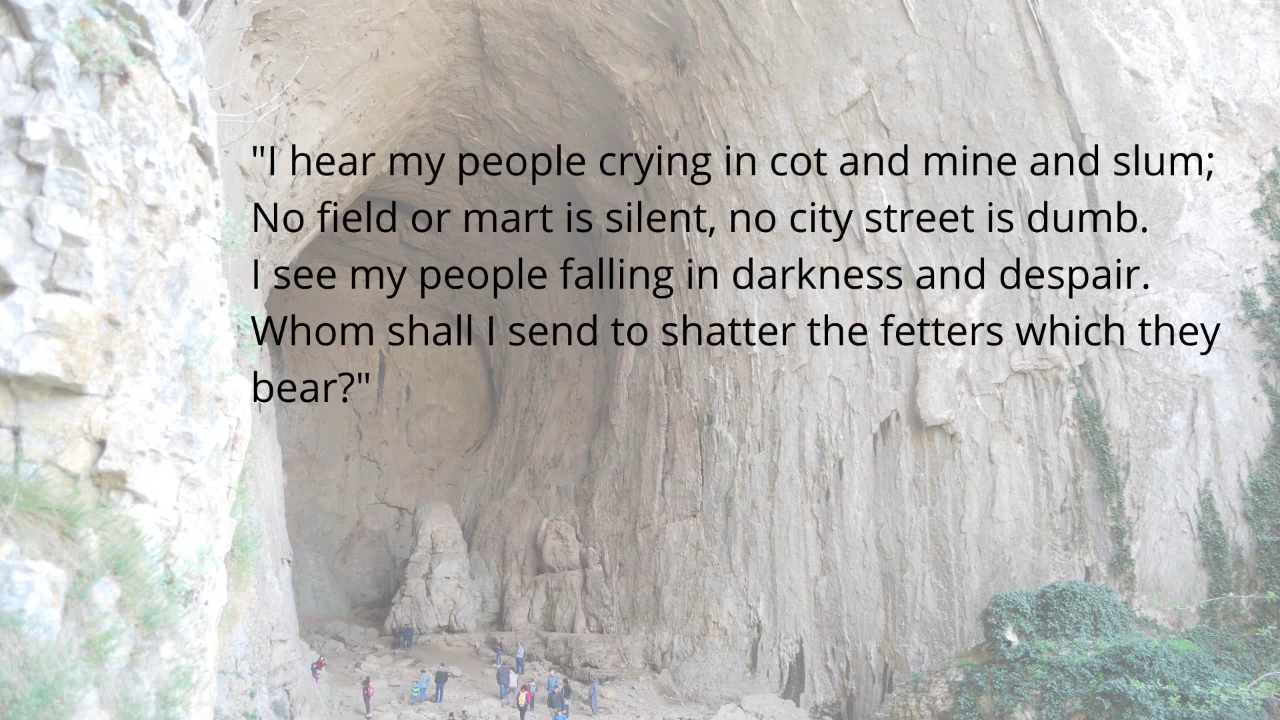 "I hear my people crying in cot and mine and slum;
No field or mart is silent, no city street is dumb.
I see my people falling in darkness and despair.
Whom shall I send to shatter the fetters which they
bear?"